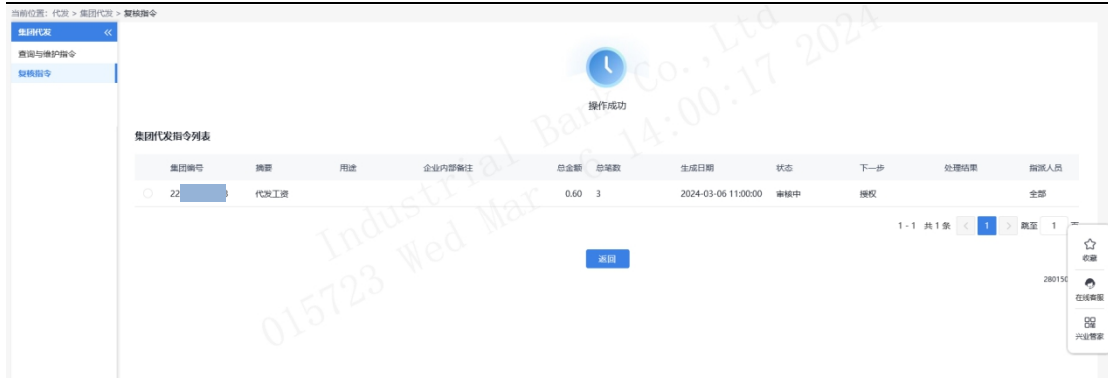 当前位置：代发 > 集团代发 > 复核指令
集团代发 «
查询与维护指令
复核指令
操作成功
集团代发指令列表
集团编号 摘要 用途 企业内部备注 总金额 总笔数 生成日期 状态 下一步 处理结果 指派人员
22 代发工资 0.60 3 2024-03-06 11:00:00 审核中 授权 全部
1 - 1 共 1 条 < 1 > 跳至 1
返回
收藏
280150
在线客服
兴业管家
Industrial Bank Co., Ltd
015723 Wed Mar 6 14:00:17 2024